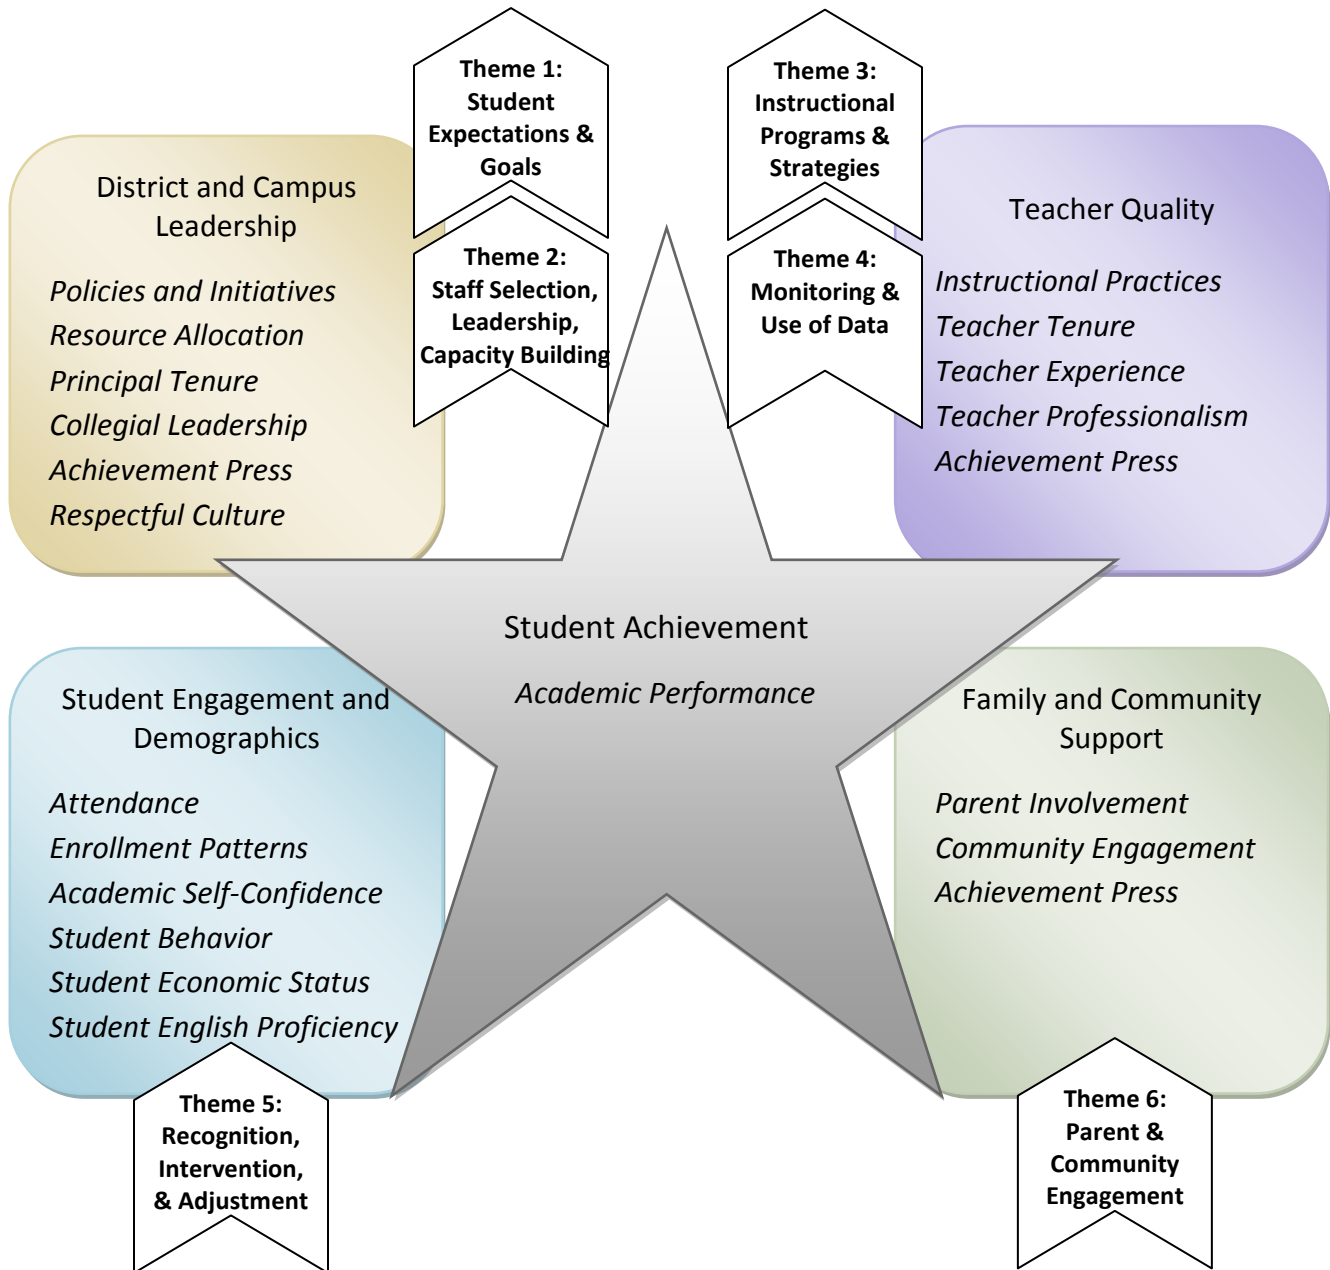 Theme 1:
Student
Expectations &
Goals
Theme 2:
Staff Selection,
Leadership,
Capacity Building
Theme 3:
Instructional
Programs &
Strategies
Theme 4:
Monitoring &
Use of Data
District and Campus
Leadership
Policies and Initiatives
Resource Allocation
Principal Tenure
Collegial Leadership
Achievement Press
Respectful Culture
Teacher Quality
Instructional Practices
Teacher Tenure
Teacher Experience
Teacher Professionalism
Achievement Press
Student Achievement
Academic Performance
Student Engagement and
Demographics
Attendance
Enrollment Patterns
Academic Self-Confidence
Student Behavior
Student Economic Status
Student English Proficiency
Family and Community
Support
Parent Involvement
Community Engagement
Achievement Press
Theme 5:
Recognition,
Intervention,
& Adjustment
Theme 6:
Parent &
Community
Engagement